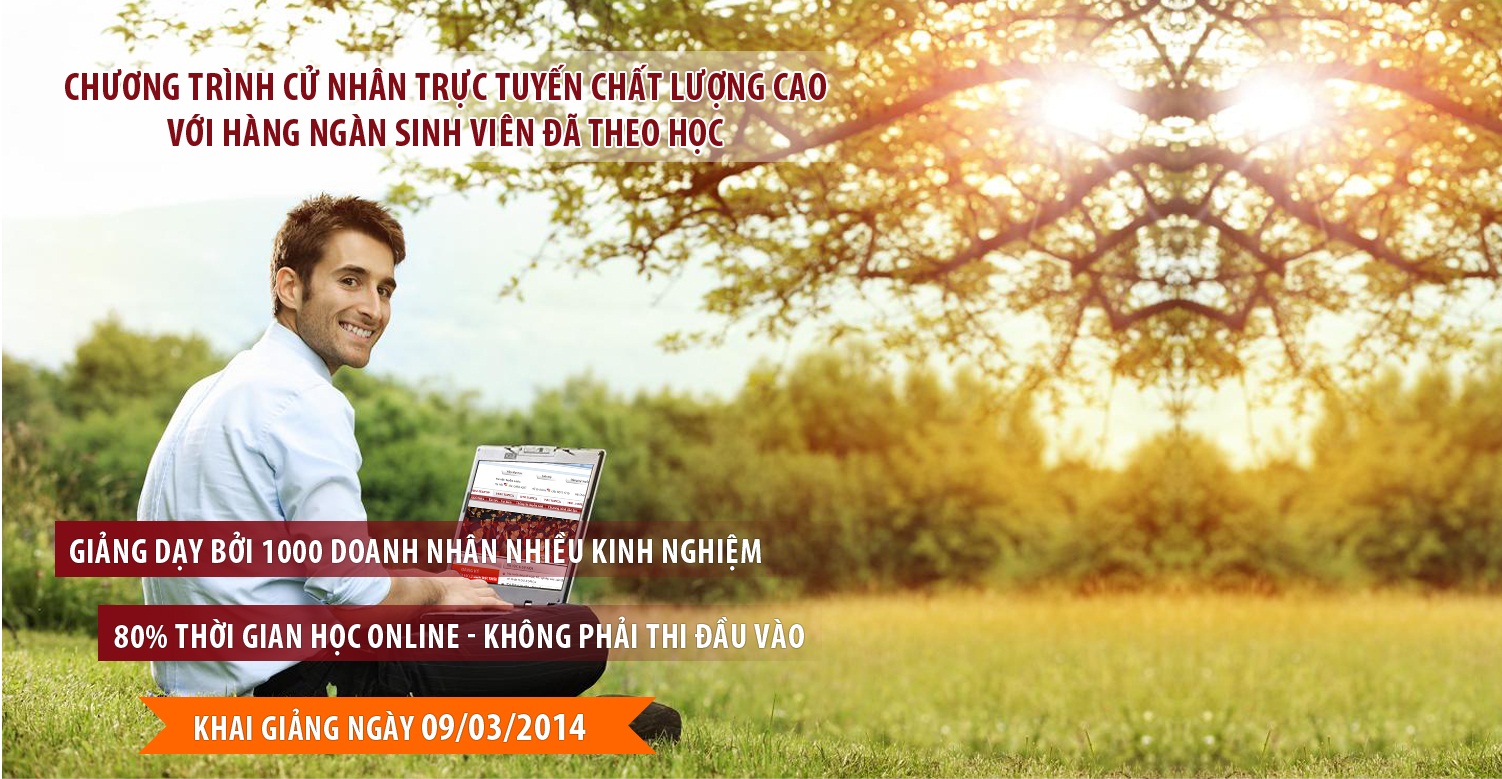 CHƯƠNG TRÌNH CỬ NHÂN TRỰC TUYẾN CHẤT LƯỢNG CAO
VỚI HÀNG NGÀN SINH VIÊN ĐÃ THEO HỌC
GIẢNG DẠY BỞI 1000 DOANH NHÂN NHIỀU KINH NGHIỆM
80% THỜI GIAN HỌC ONLINE - KHÔNG PHẢI THI ĐẦU VÀO
KHAI GIẢNG NGÀY 09/03/2014